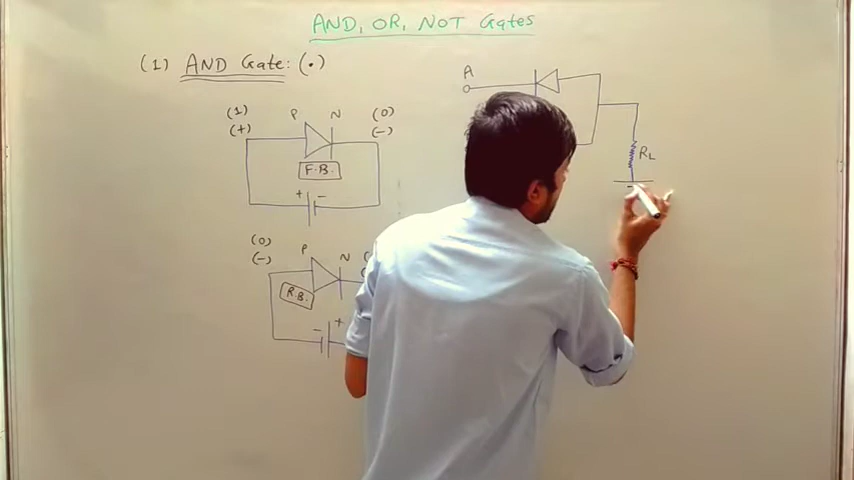 AND, OR, NOT Gates
(1) AND Gate: (•)
(1) P N (0)
(+) (-)
F.B.
+ -
(0) P N
(-)
R.B.
- +
A
RL